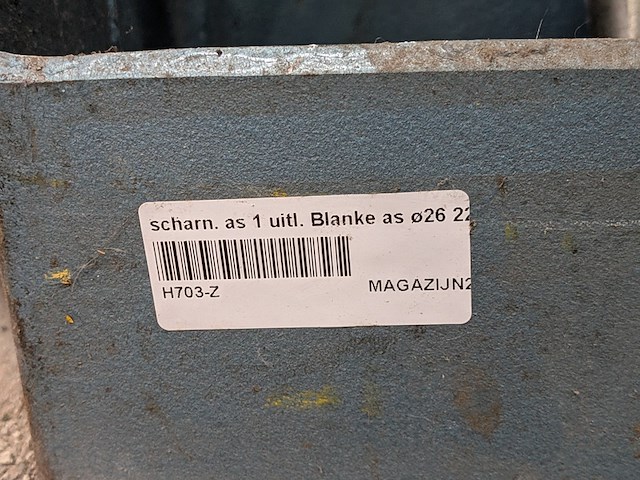 scharn. as 1 uitl. Blanke as ø26 22
H703-Z
MAGAZIJN2